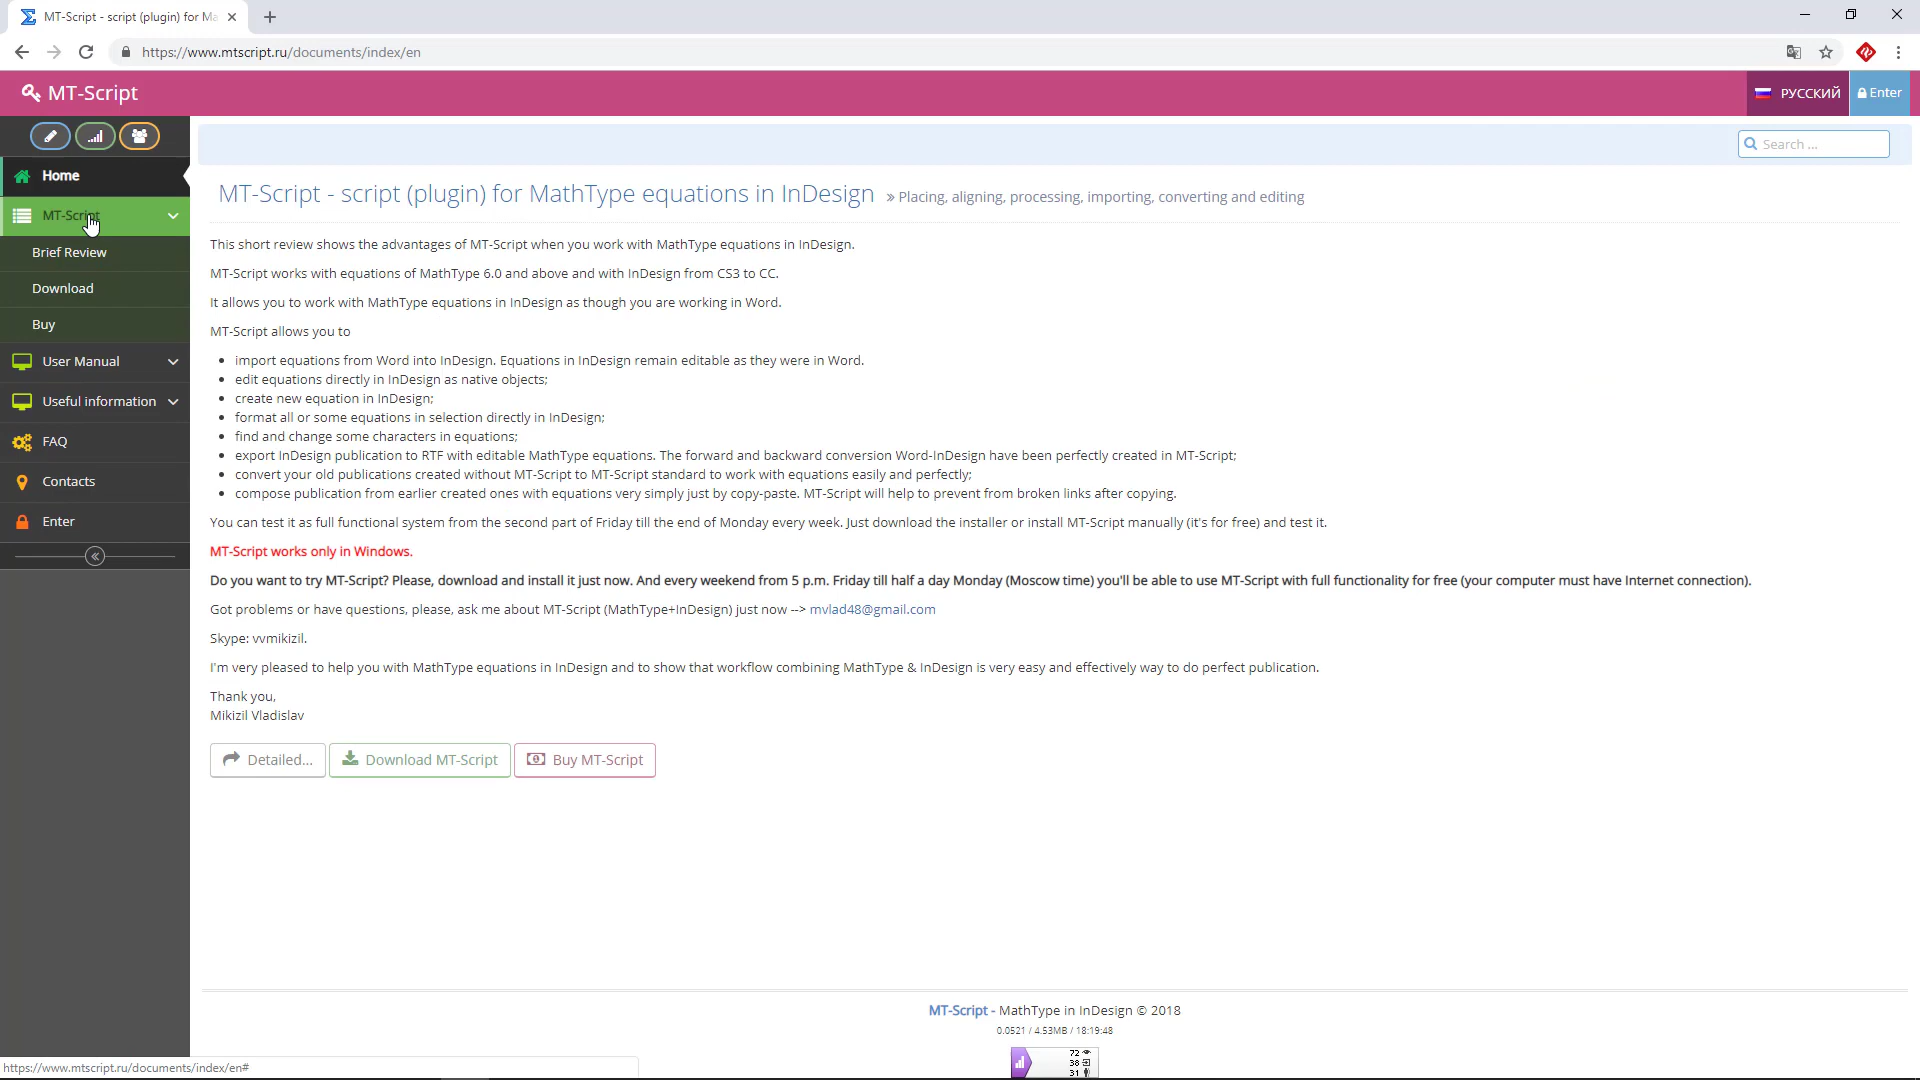 MT-Script - script (plugin) for Ma
https://www.mtscript.ru/documents/index/en
MT-Script
РУССКИЙ
Enter
Search ...
Home
MT-Script
Brief Review
Download
Buy
User Manual
Useful information
FAQ
Contacts
Enter
MT-Script - script (plugin) for MathType equations in InDesign » Placing, aligning, processing, importing, converting and editing
This short review shows the advantages of MT-Script when you work with MathType equations in InDesign.
MT-Script works with equations of MathType 6.0 and above and with InDesign from CS3 to CC.
It allows you to work with MathType equations in InDesign as though you are working in Word.
MT-Script allows you to
• import equations from Word into InDesign. Equations in InDesign remain editable as they were in Word.
• edit equations directly in InDesign as native objects;
• create new equation in InDesign;
• format all or some equations in selection directly in InDesign;
• find and change some characters in equations;
• export InDesign publication to RTF with editable MathType equations. The forward and backward conversion Word-InDesign have been perfectly created in MT-Script;
• convert your old publications created without MT-Script to MT-Script standard to work with equations easily and perfectly;
• compose publication from earlier created ones with equations very simply just by copy-paste. MT-Script will help to prevent from broken links after copying.
You can test it as full functional system from the second part of Friday till the end of Monday every week. Just download the installer or install MT-Script manually (it's for free) and test it.
MT-Script works only in Windows.
Do you want to try MT-Script? Please, download and install it just now. And every weekend from 5 p.m. Friday till half a day Monday (Moscow time) you'll be able to use MT-Script with full functionality for free (your computer must have Internet connection).
Got problems or have questions, please, ask me about MT-Script (MathType+InDesign) just now --> mvlad48@gmail.com
Skype: vvmikizil.
I'm very pleased to help you with MathType equations in InDesign and to show that workflow combining MathType & InDesign is very easy and effectively way to do perfect publication.
Thank you,
Mikizil Vladislav
Detailed...
Download MT-Script
Buy MT-Script
MT-Script - MathType in InDesign © 2018
0.0521 / 4.53MB / 18:19:48
72
38
31
https://www.mtscript.ru/documents/index/en#